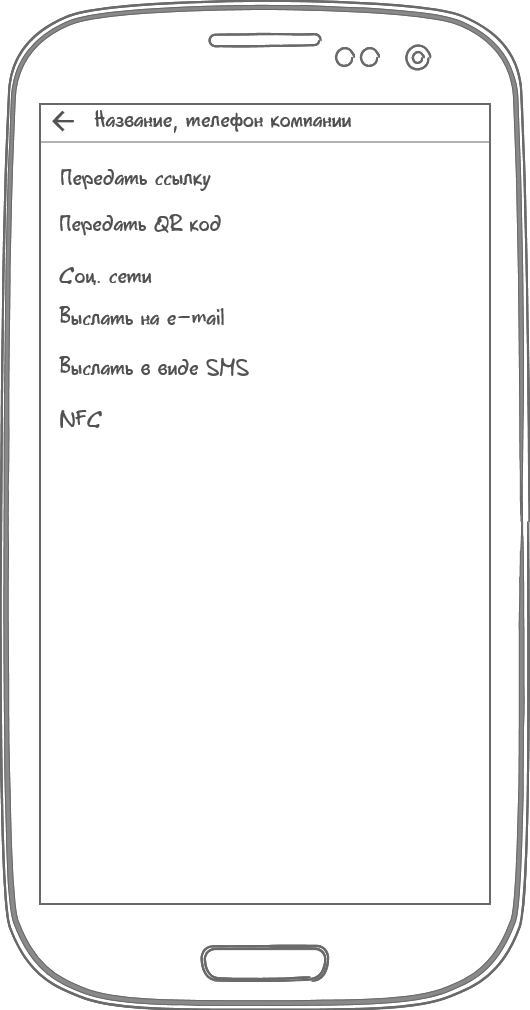 Название, телефон компании
Передать ссылку
Передать QR код
Соц. сети
Выслать на e-mail
Выслать в виде SMS
NFC